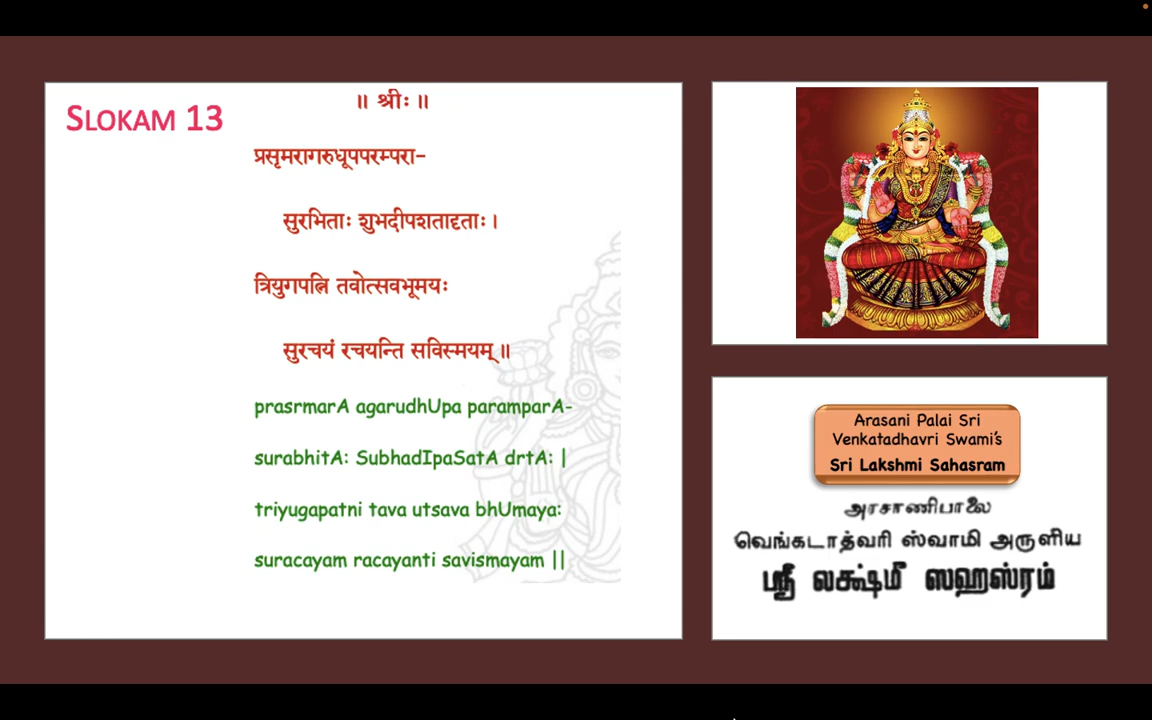 SLOKAM 13
॥ श्रीः ॥
प्रसृमरागरुधूपपरम्परा-
सुरभिताः शुभदीपशतादृताः ।
त्रियुगपत्नि तवोत्सवभूमयः
सुरचयं रचयन्ति सविस्मयम् ॥
prasrmarA agarudhUpa paramparA-
surabhitA: SubhadIpaSatA drtA: |
triyugapatni tava utsava bhUmaya:
suracayam racayanti savismayam ||
Arasani Palai Sri
Venkatadhavri Swami's
Sri Lakshmi Sahasram
அரசாணிபாலை
வெங்கடாத்வரி ஸ்வாமி அருளிய
ஸ்ரீ லக்ஷ்மீ ஸஹஸ்ரம்